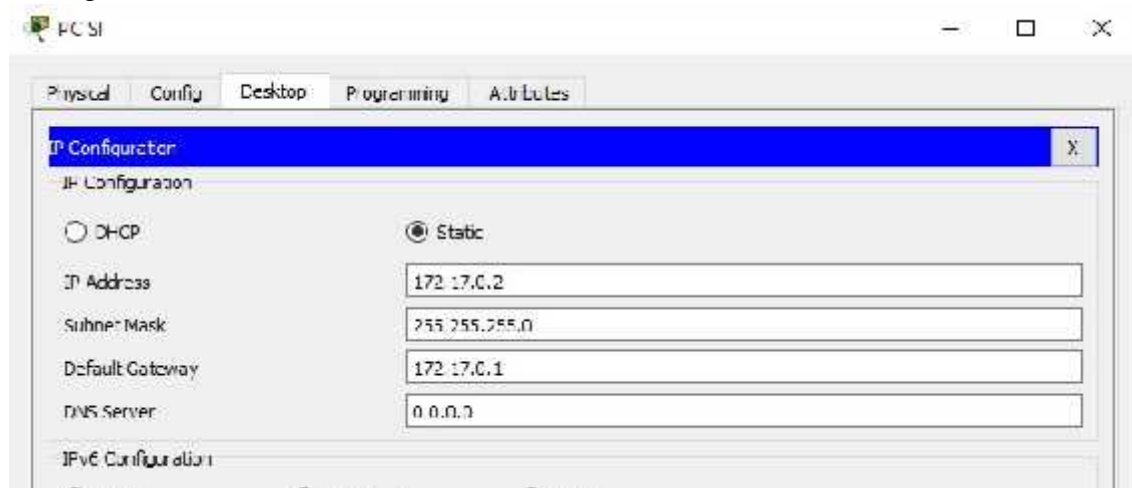 PC SI
Physical Config Desktop Programming Attributes
IP Configuration X
IP Configuration
DHCP Static
IP Address 172.17.0.2
Subnet Mask 255.255.255.0
Default Gateway 172.17.0.1
DNS Server 0.0.0.0
IPv6 Configuration